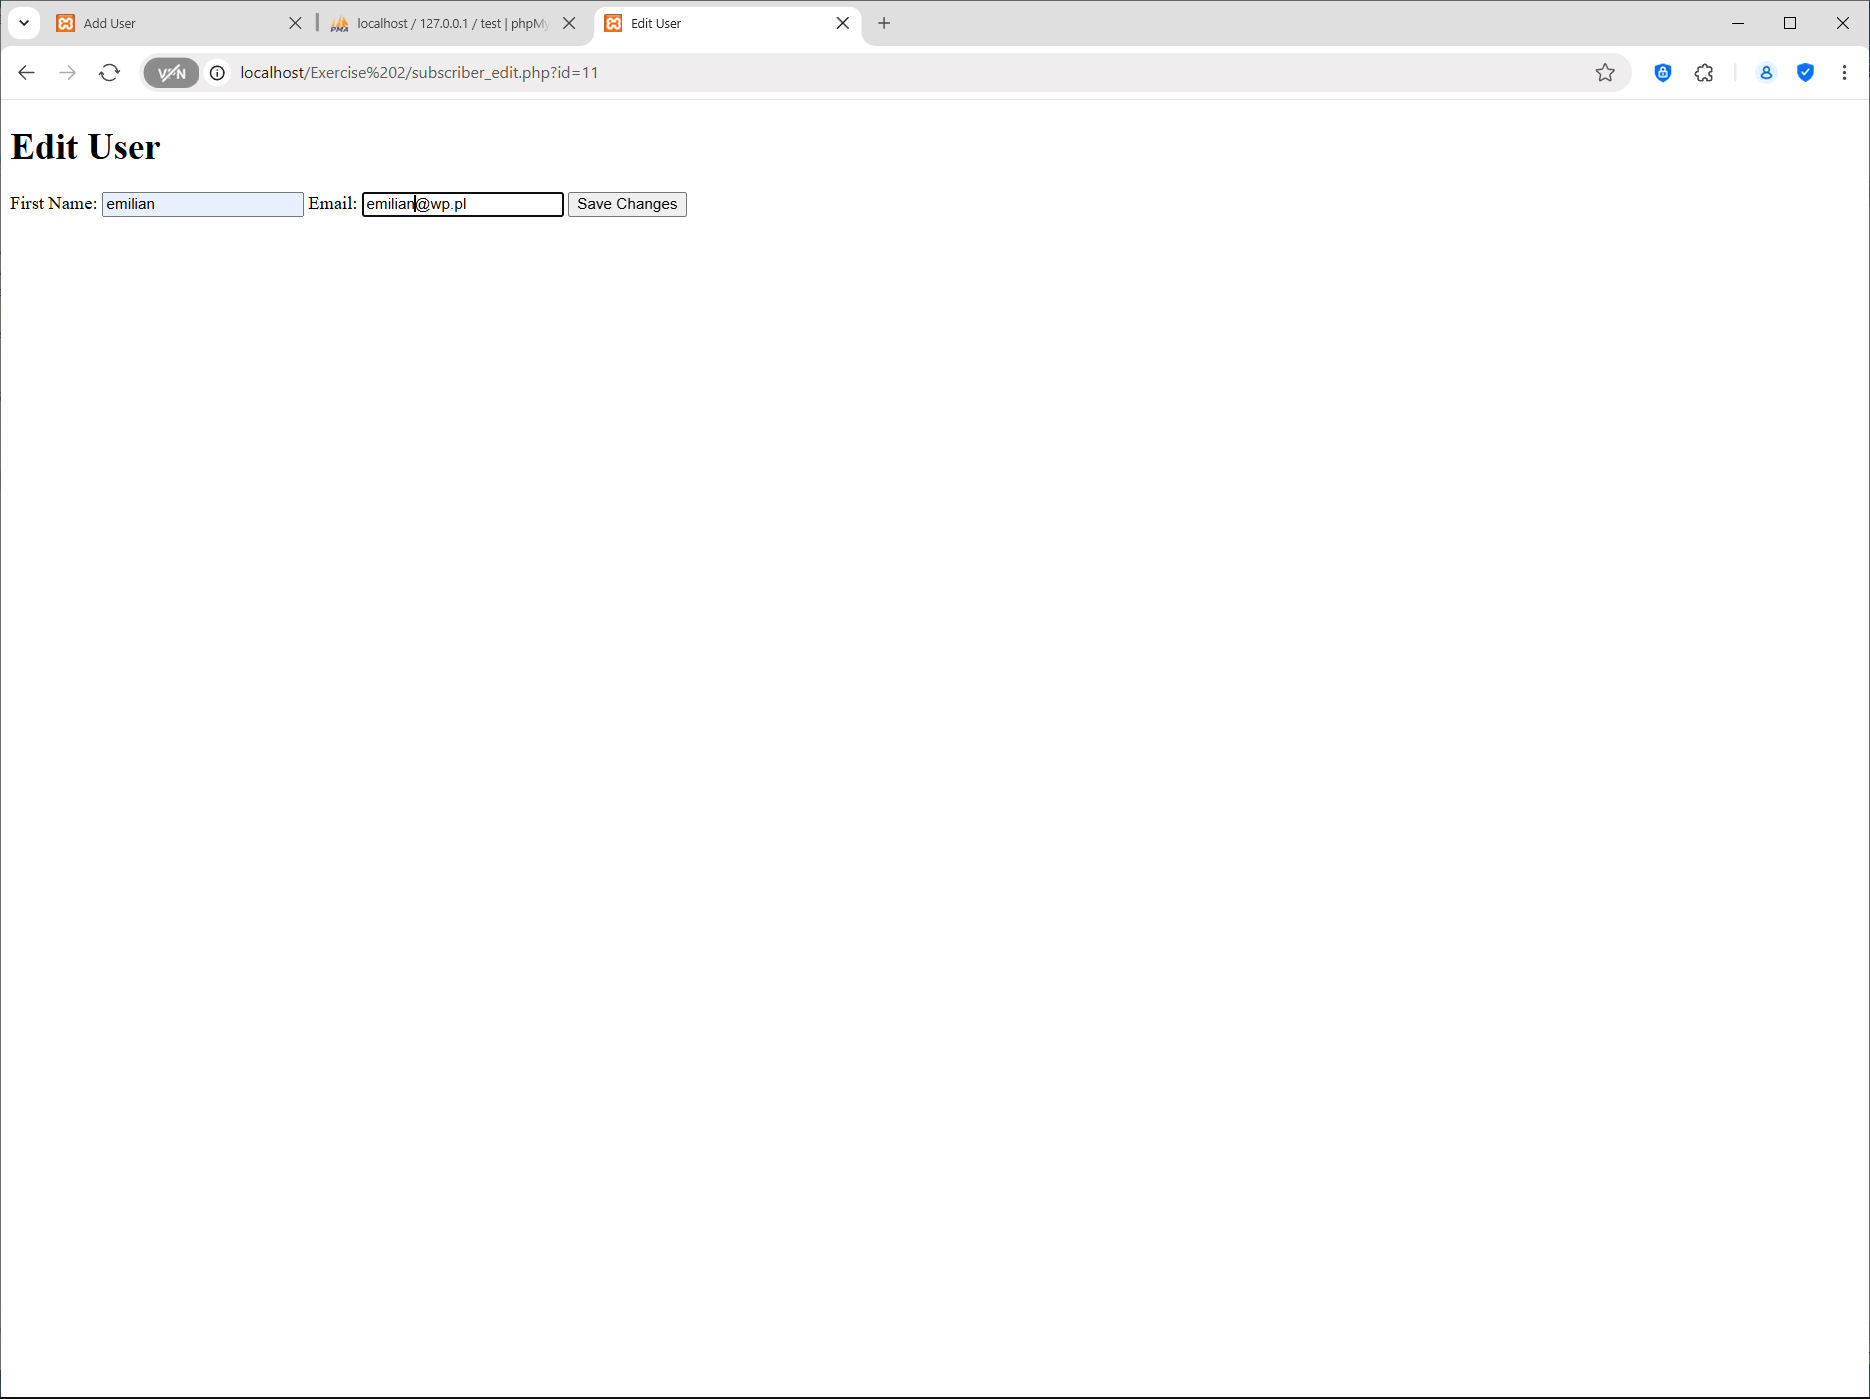 Add User
localhost / 127.0.0.1 / test | phpMy
Edit User
VPN
localhost/Exercise%202/subscriber_edit.php?id=11
Edit User
First Name: emilian Email: emilian@wp.pl Save Changes